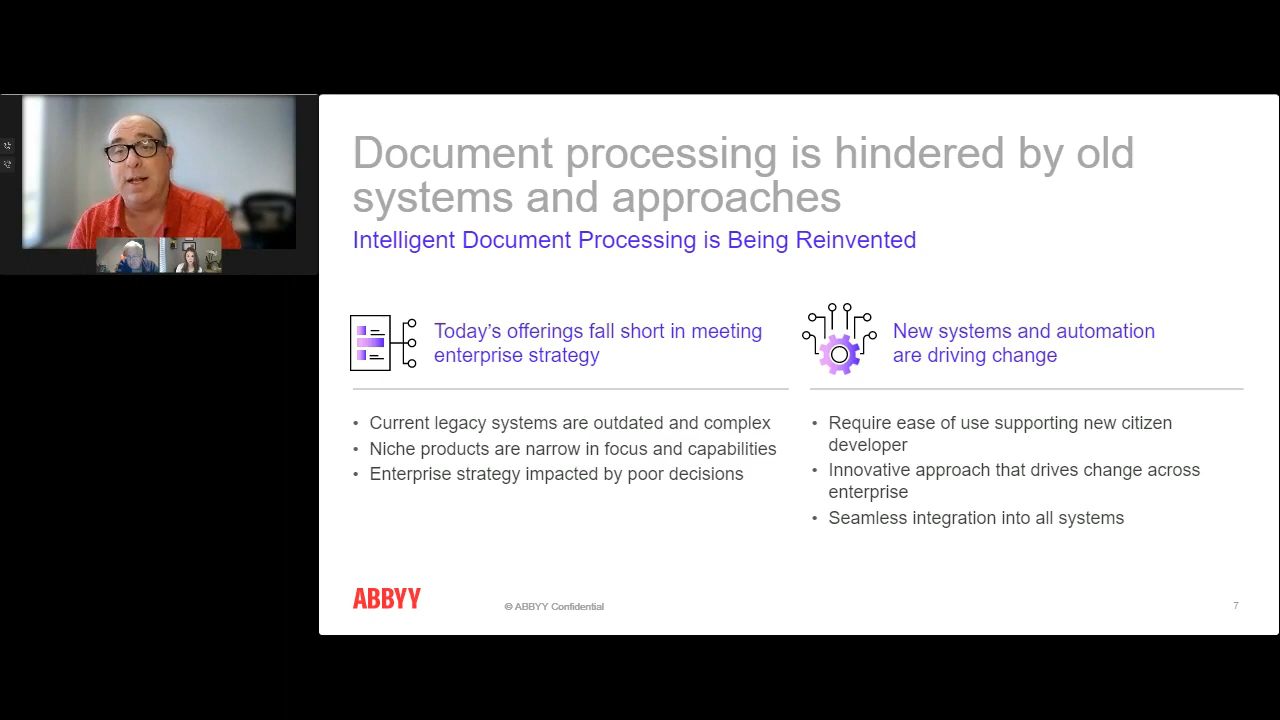 Document processing is hindered by old
systems and approaches
Intelligent Document Processing is Being Reinvented
Today’s offerings fall short in meeting
enterprise strategy
• Current legacy systems are outdated and complex
• Niche products are narrow in focus and capabilities
• Enterprise strategy impacted by poor decisions
New systems and automation
are driving change
• Require ease of use supporting new citizen
developer
• Innovative approach that drives change across
enterprise
• Seamless integration into all systems
ABBYY
© ABBYY Confidential
7